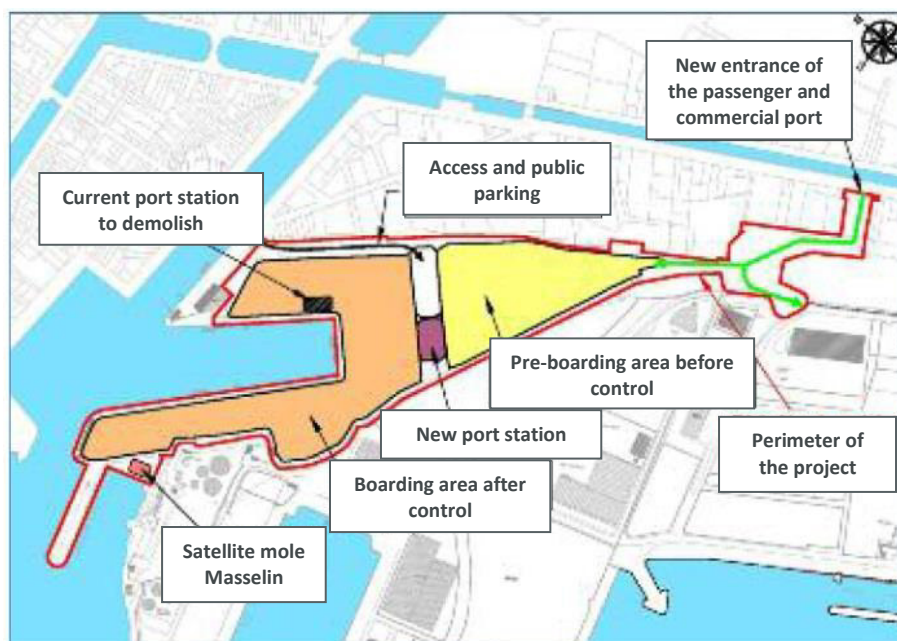 New entrance of
the passenger and
commercial port
Access and public
parking
Current port station
to demolish
Pre-boarding area before
control
New port station
Perimeter of
the project
Boarding area after
control
Satellite mole
Masselin